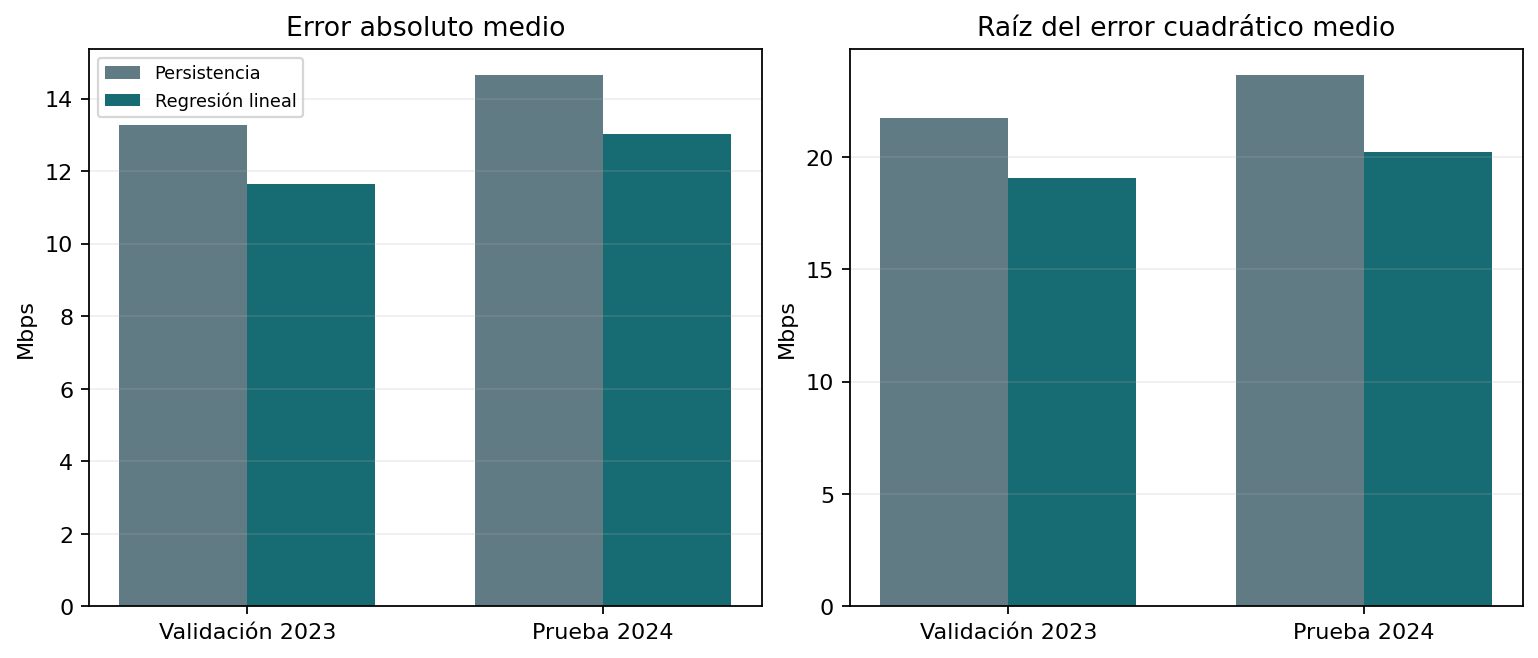 Error absoluto medio
Persistencia
Regresión lineal
Mbps
14
12
10
8
6
4
2
0
Validación 2023
Prueba 2024
Raíz del error cuadrático medio
Mbps
20
15
10
5
0
Validación 2023
Prueba 2024